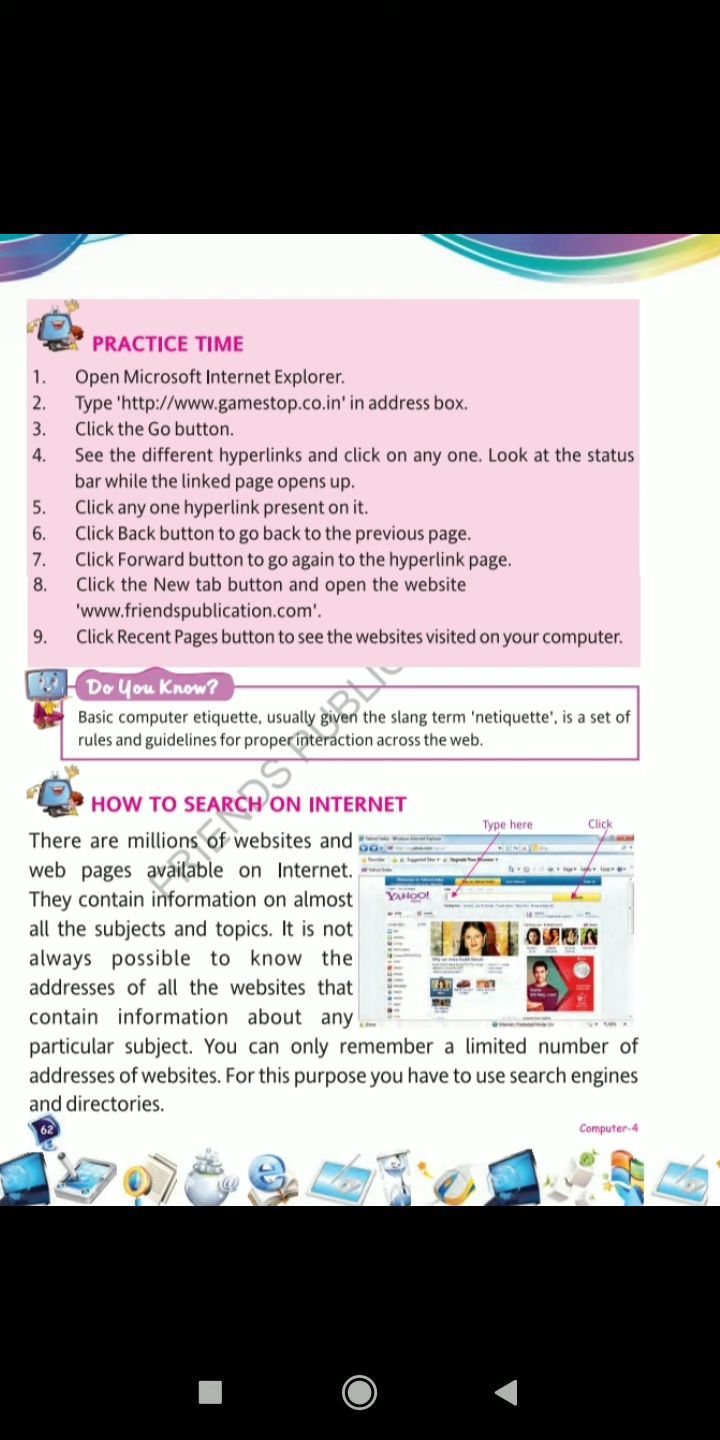 PRACTICE TIME
1. Open Microsoft Internet Explorer.
2. Type 'http://www.gamestop.co.in' in address box.
3. Click the Go button.
4. See the different hyperlinks and click on any one. Look at the status
bar while the linked page opens up.
5. Click any one hyperlink present on it.
6. Click Back button to go back to the previous page.
7. Click Forward button to go again to the hyperlink page.
8. Click the New tab button and open the website
'www.friendspublication.com'.
9. Click Recent Pages button to see the websites visited on your computer.
Do You Know?
Basic computer etiquette, usually given the slang term 'netiquette', is a set of
rules and guidelines for proper interaction across the web.
FRIENDS PUBLIC
HOW TO SEARCH ON INTERNET
Type here
Click
There are millions of websites and
web pages available on Internet.
They contain information on almost
all the subjects and topics. It is not
always possible to know the
addresses of all the websites that
contain information about any
particular subject. You can only remember a limited number of
addresses of websites. For this purpose you have to use search engines
and directories.
YAHOO!
62
Computer-4